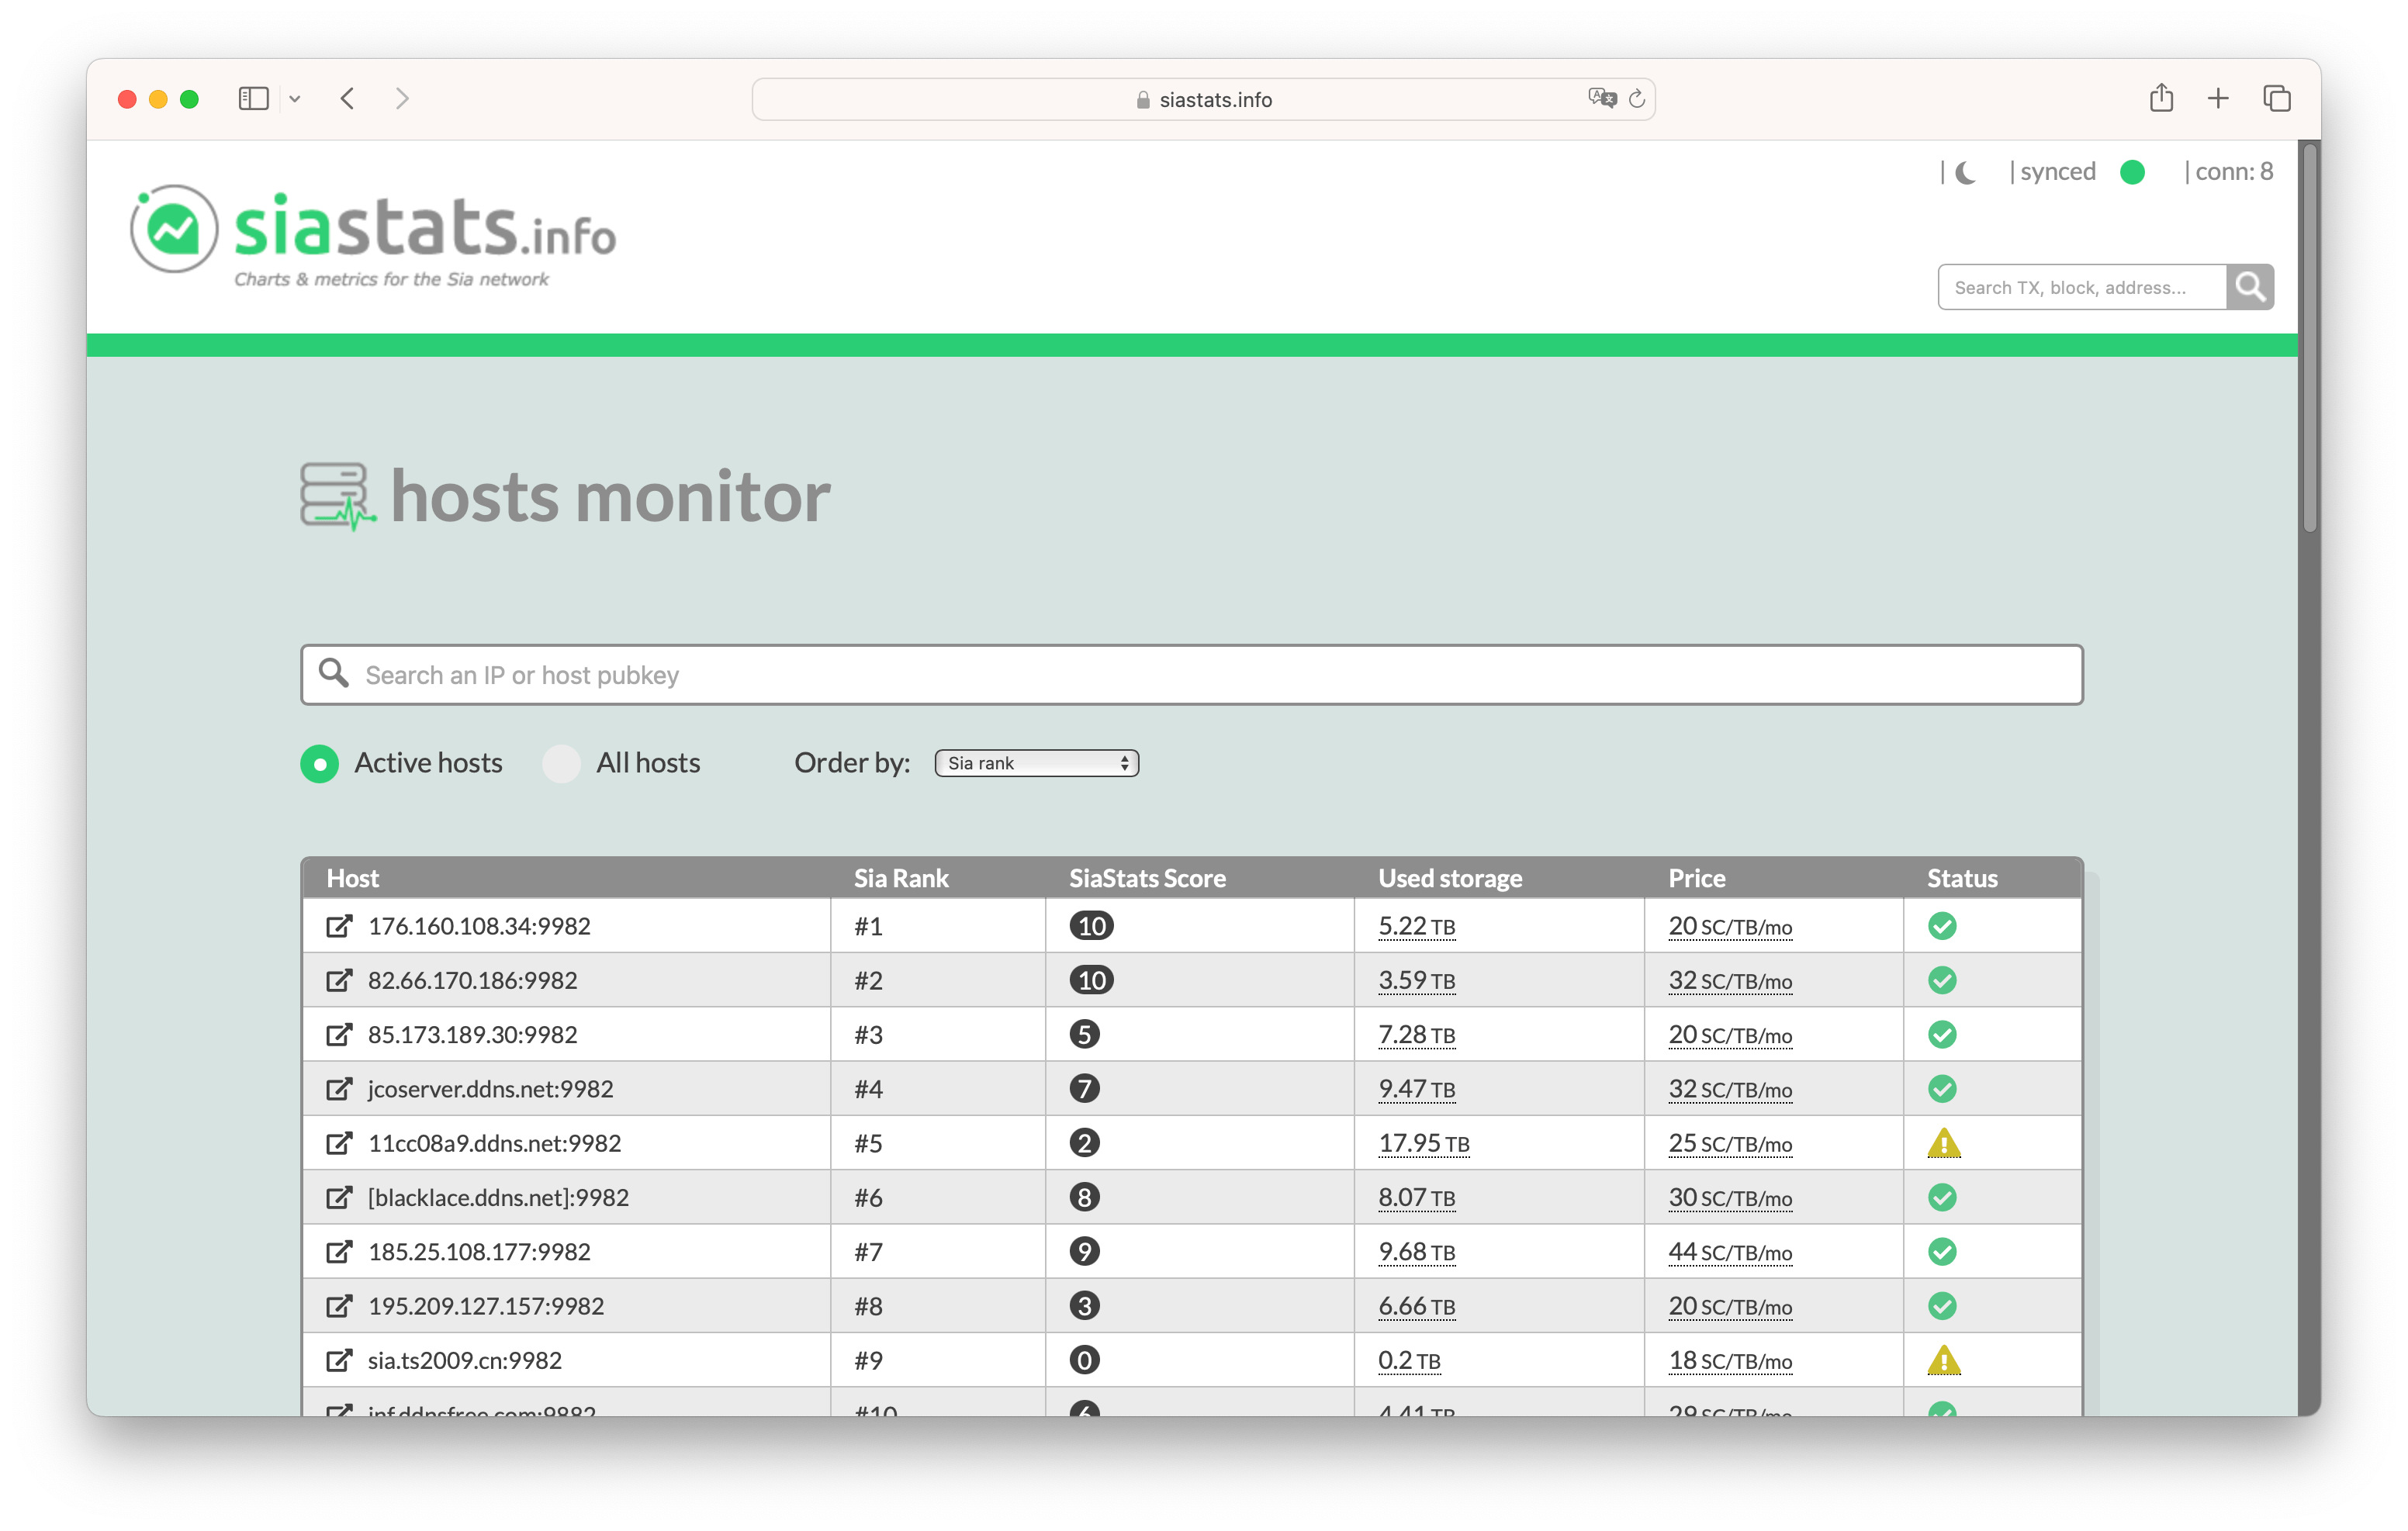 siastats.info
| synced | conn: 8
siastats.info
Charts & metrics for the Sia network
Search TX, block, address...
hosts monitor
Search an IP or host pubkey
Active hosts All hosts Order by: Sia rank
Host Sia Rank SiaStats Score Used storage Price Status
176.160.108.34:9982 #1 10 5.22 TB 20 SC/TB/mo
82.66.170.186:9982 #2 10 3.59 TB 32 SC/TB/mo
85.173.189.30:9982 #3 5 7.28 TB 20 SC/TB/mo
jcoserver.ddns.net:9982 #4 7 9.47 TB 32 SC/TB/mo
11cc08a9.ddns.net:9982 #5 2 17.95 TB 25 SC/TB/mo
[blacklace.ddns.net]:9982 #6 8 8.07 TB 30 SC/TB/mo
185.25.108.177:9982 #7 9 9.68 TB 44 SC/TB/mo
195.209.127.157:9982 #8 3 6.66 TB 20 SC/TB/mo
sia.ts2009.cn:9982 #9 0 0.2 TB 18 SC/TB/mo
#10 6 4.41 TB 29 SC/TB/mo